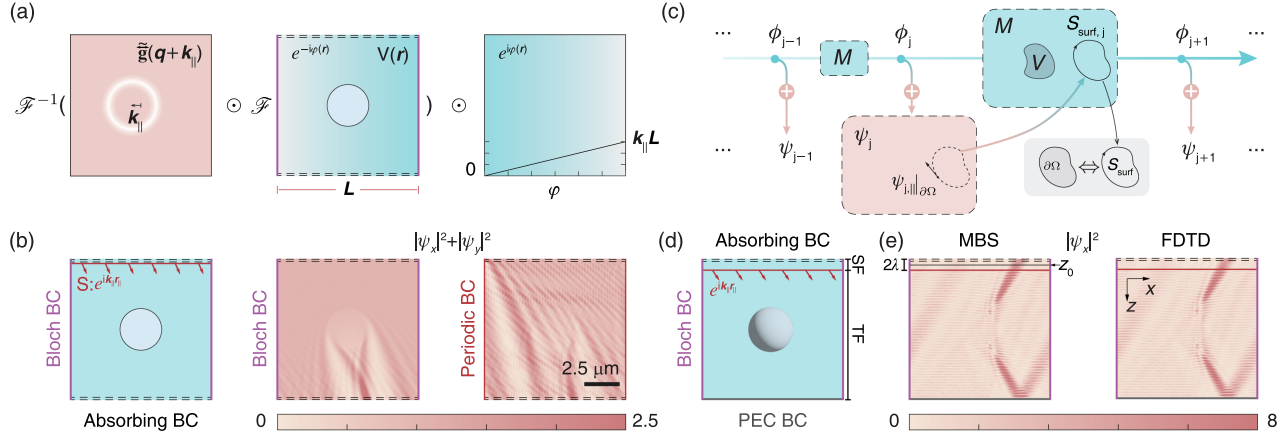 (a)
ℱ⁻¹( g̃(q+k∥) k∥ ⊙ ℱ e^{-iφ(r)} V(r) ) ⊙ e^{iφ(r)}
k∥L
0
L
φ
(b)
|ψx|²+|ψy|²
Bloch BC
S:e^{ik∥r∥}
Absorbing BC
Bloch BC
Periodic BC
2.5 μm
0
2.5
(c)
... ϕj-1 M ϕj M V Ssurf, j ϕj+1 ...
... ψj-1 ψj ψj,∥|∂Ω ∂Ω ⇔ Ssurf ψj+1 ...
(d)
Absorbing BC
Bloch BC
e^{ik∥r∥}
SF
TF
PEC BC
(e)
MBS |ψx|² FDTD
2λ
z0
x
z
0
8